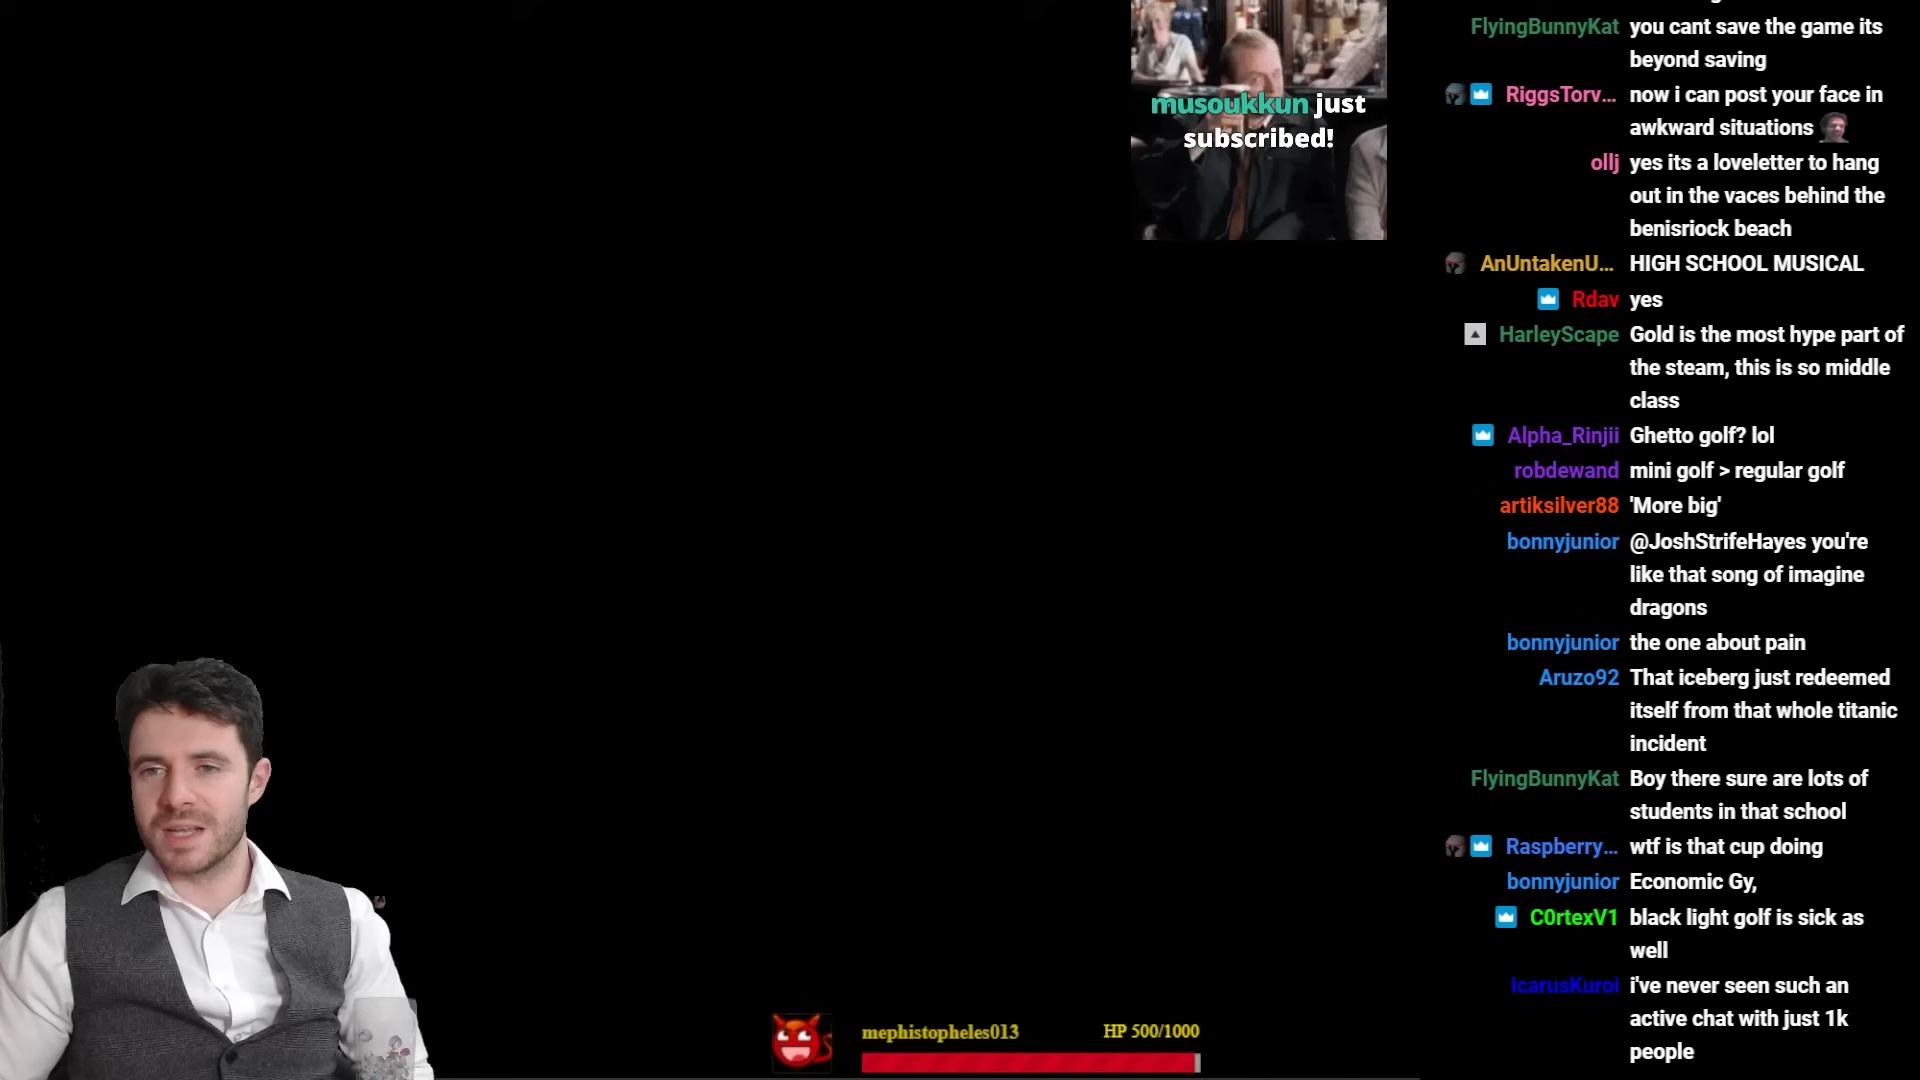 musoukkun just
subscribed!
FlyingBunnyKat you cant save the game its
beyond saving
RiggsTorv... now i can post your face in
awkward situations
ollj yes its a loveletter to hang
out in the vaces behind the
benisriock beach
AnUntakenU... HIGH SCHOOL MUSICAL
Rdav yes
HarleyScape Gold is the most hype part of
the steam, this is so middle
class
Alpha_Rinjii Ghetto golf? lol
robdewand mini golf > regular golf
artiksilver88 'More big'
bonnyjunior @JoshStrifeHayes you're
like that song of imagine
dragons
bonnyjunior the one about pain
Aruzo92 That iceberg just redeemed
itself from that whole titanic
incident
FlyingBunnyKat Boy there sure are lots of
students in that school
Raspberry... wtf is that cup doing
bonnyjunior Economic Gy,
C0rtexV1 black light golf is sick as
well
IcarusKuroi i've never seen such an
active chat with just 1k
people
mephistopheles013 HP 500/1000